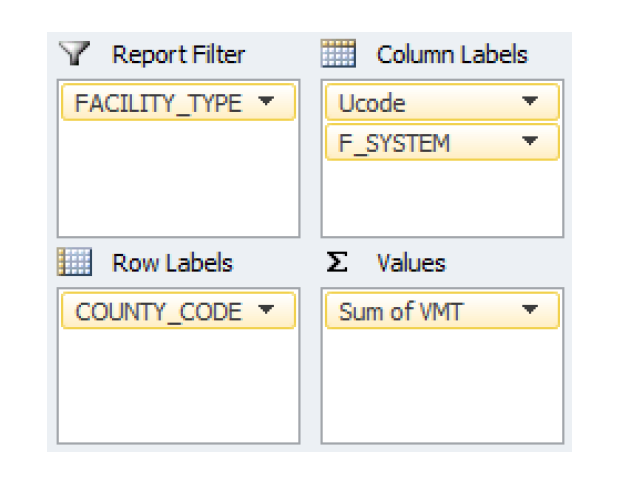 Report Filter
Column Labels
FACILITY_TYPE
Ucode
F_SYSTEM
Row Labels
Σ Values
COUNTY_CODE
Sum of VMT